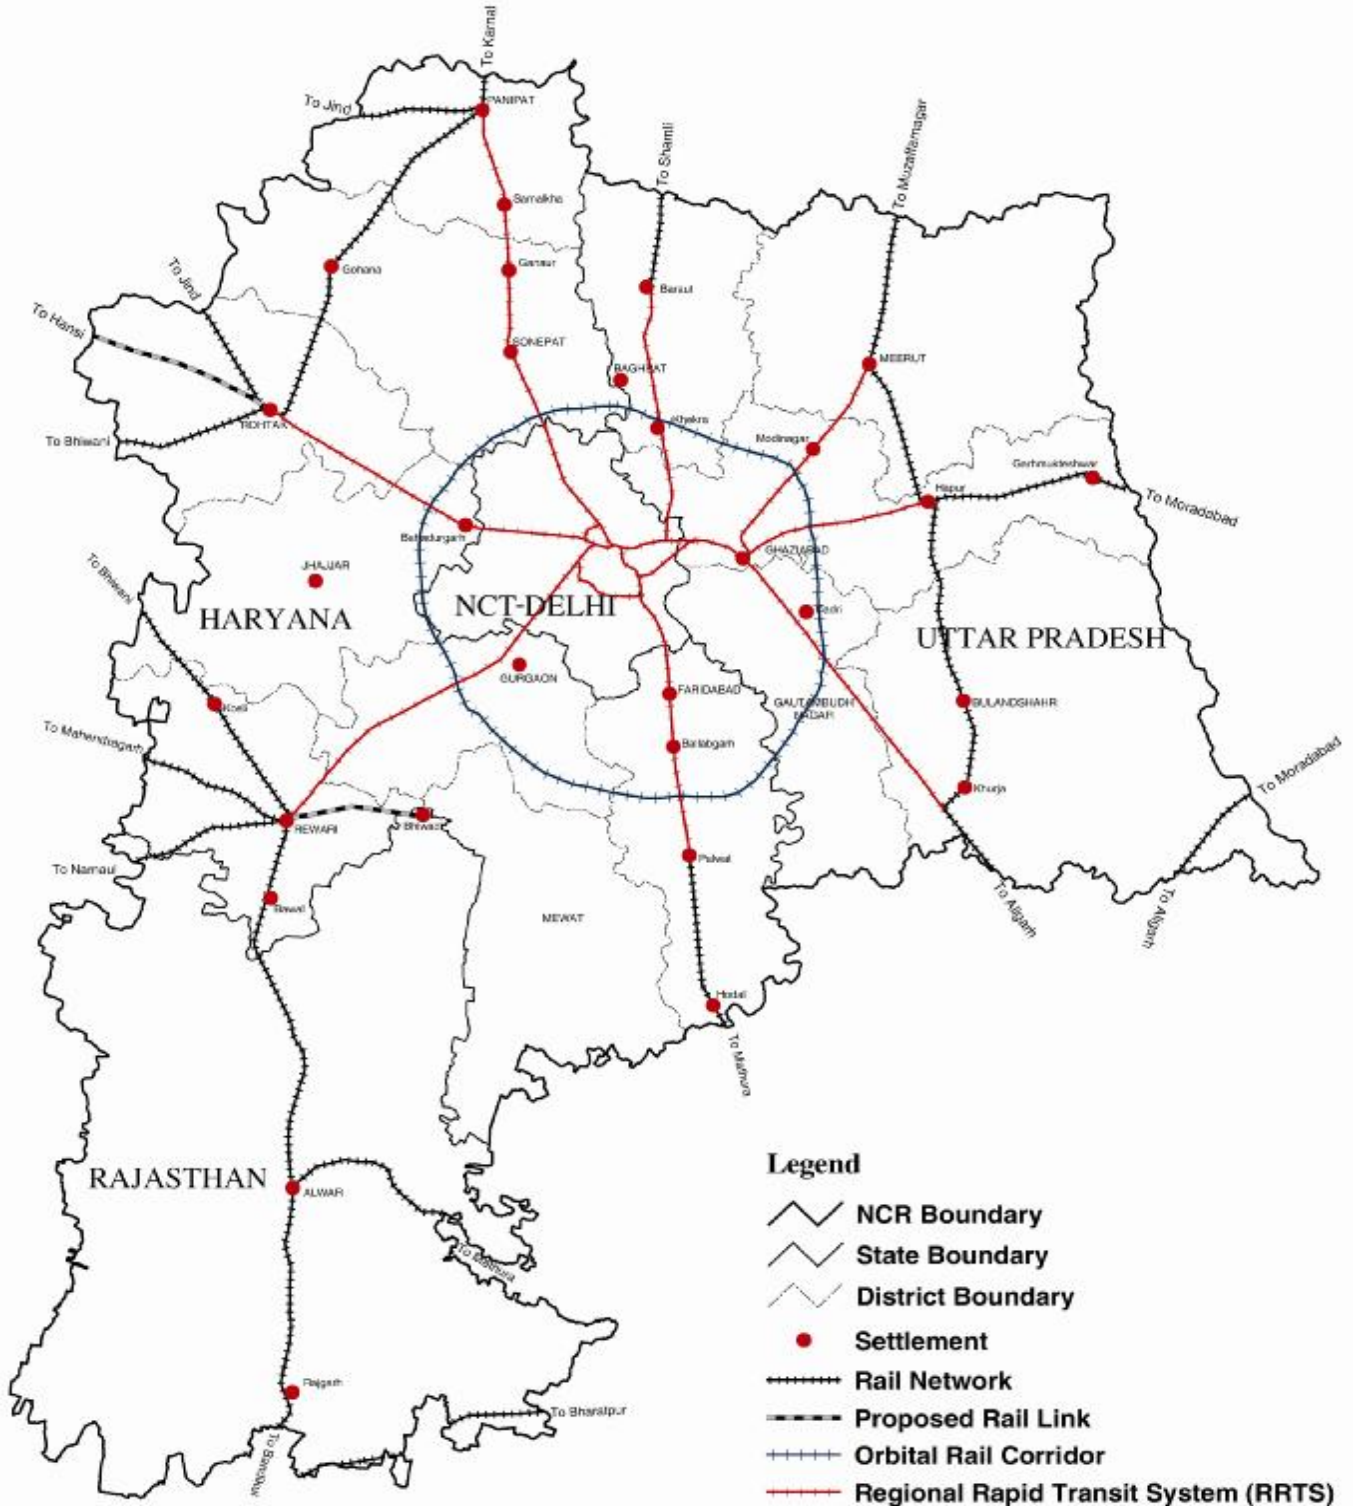 To Karnal
PANIPAT
To Jind
To Shamli
To Muzaffarnagar
Samalkha
Ganaur
Gohana
To Jind
Baraut
To Hansi
SONEPAT
MEERUT
BAGHPAT
ROHTAK
Khekra
To Bhiwani
Modinagar
Garhmukteshwar
Hapur
To Moradabad
Bahadurgarh
GHAZIABAD
JHAJJAR
To Bhiwani
HARYANA
NCT-DELHI
Dadri
UTTAR PRADESH
GURGAON
FARIDABAD
GAUTAMBUDH
NAGAR
BULANDSHAHR
Kosli
To Mahendragarh
Ballabgarh
To Moradabad
Khurja
REWARI
Bhiwadi
Palwal
To Narnaul
Bawal
MEWAT
To Aligarh
To Aligarh
Hodal
To Mathura
RAJASTHAN
ALWAR
To Mathura
Rajgarh
To Bharatpur
To Bandikui
Legend
NCR Boundary
State Boundary
District Boundary
Settlement
Rail Network
Proposed Rail Link
Orbital Rail Corridor
Regional Rapid Transit System (RRTS)